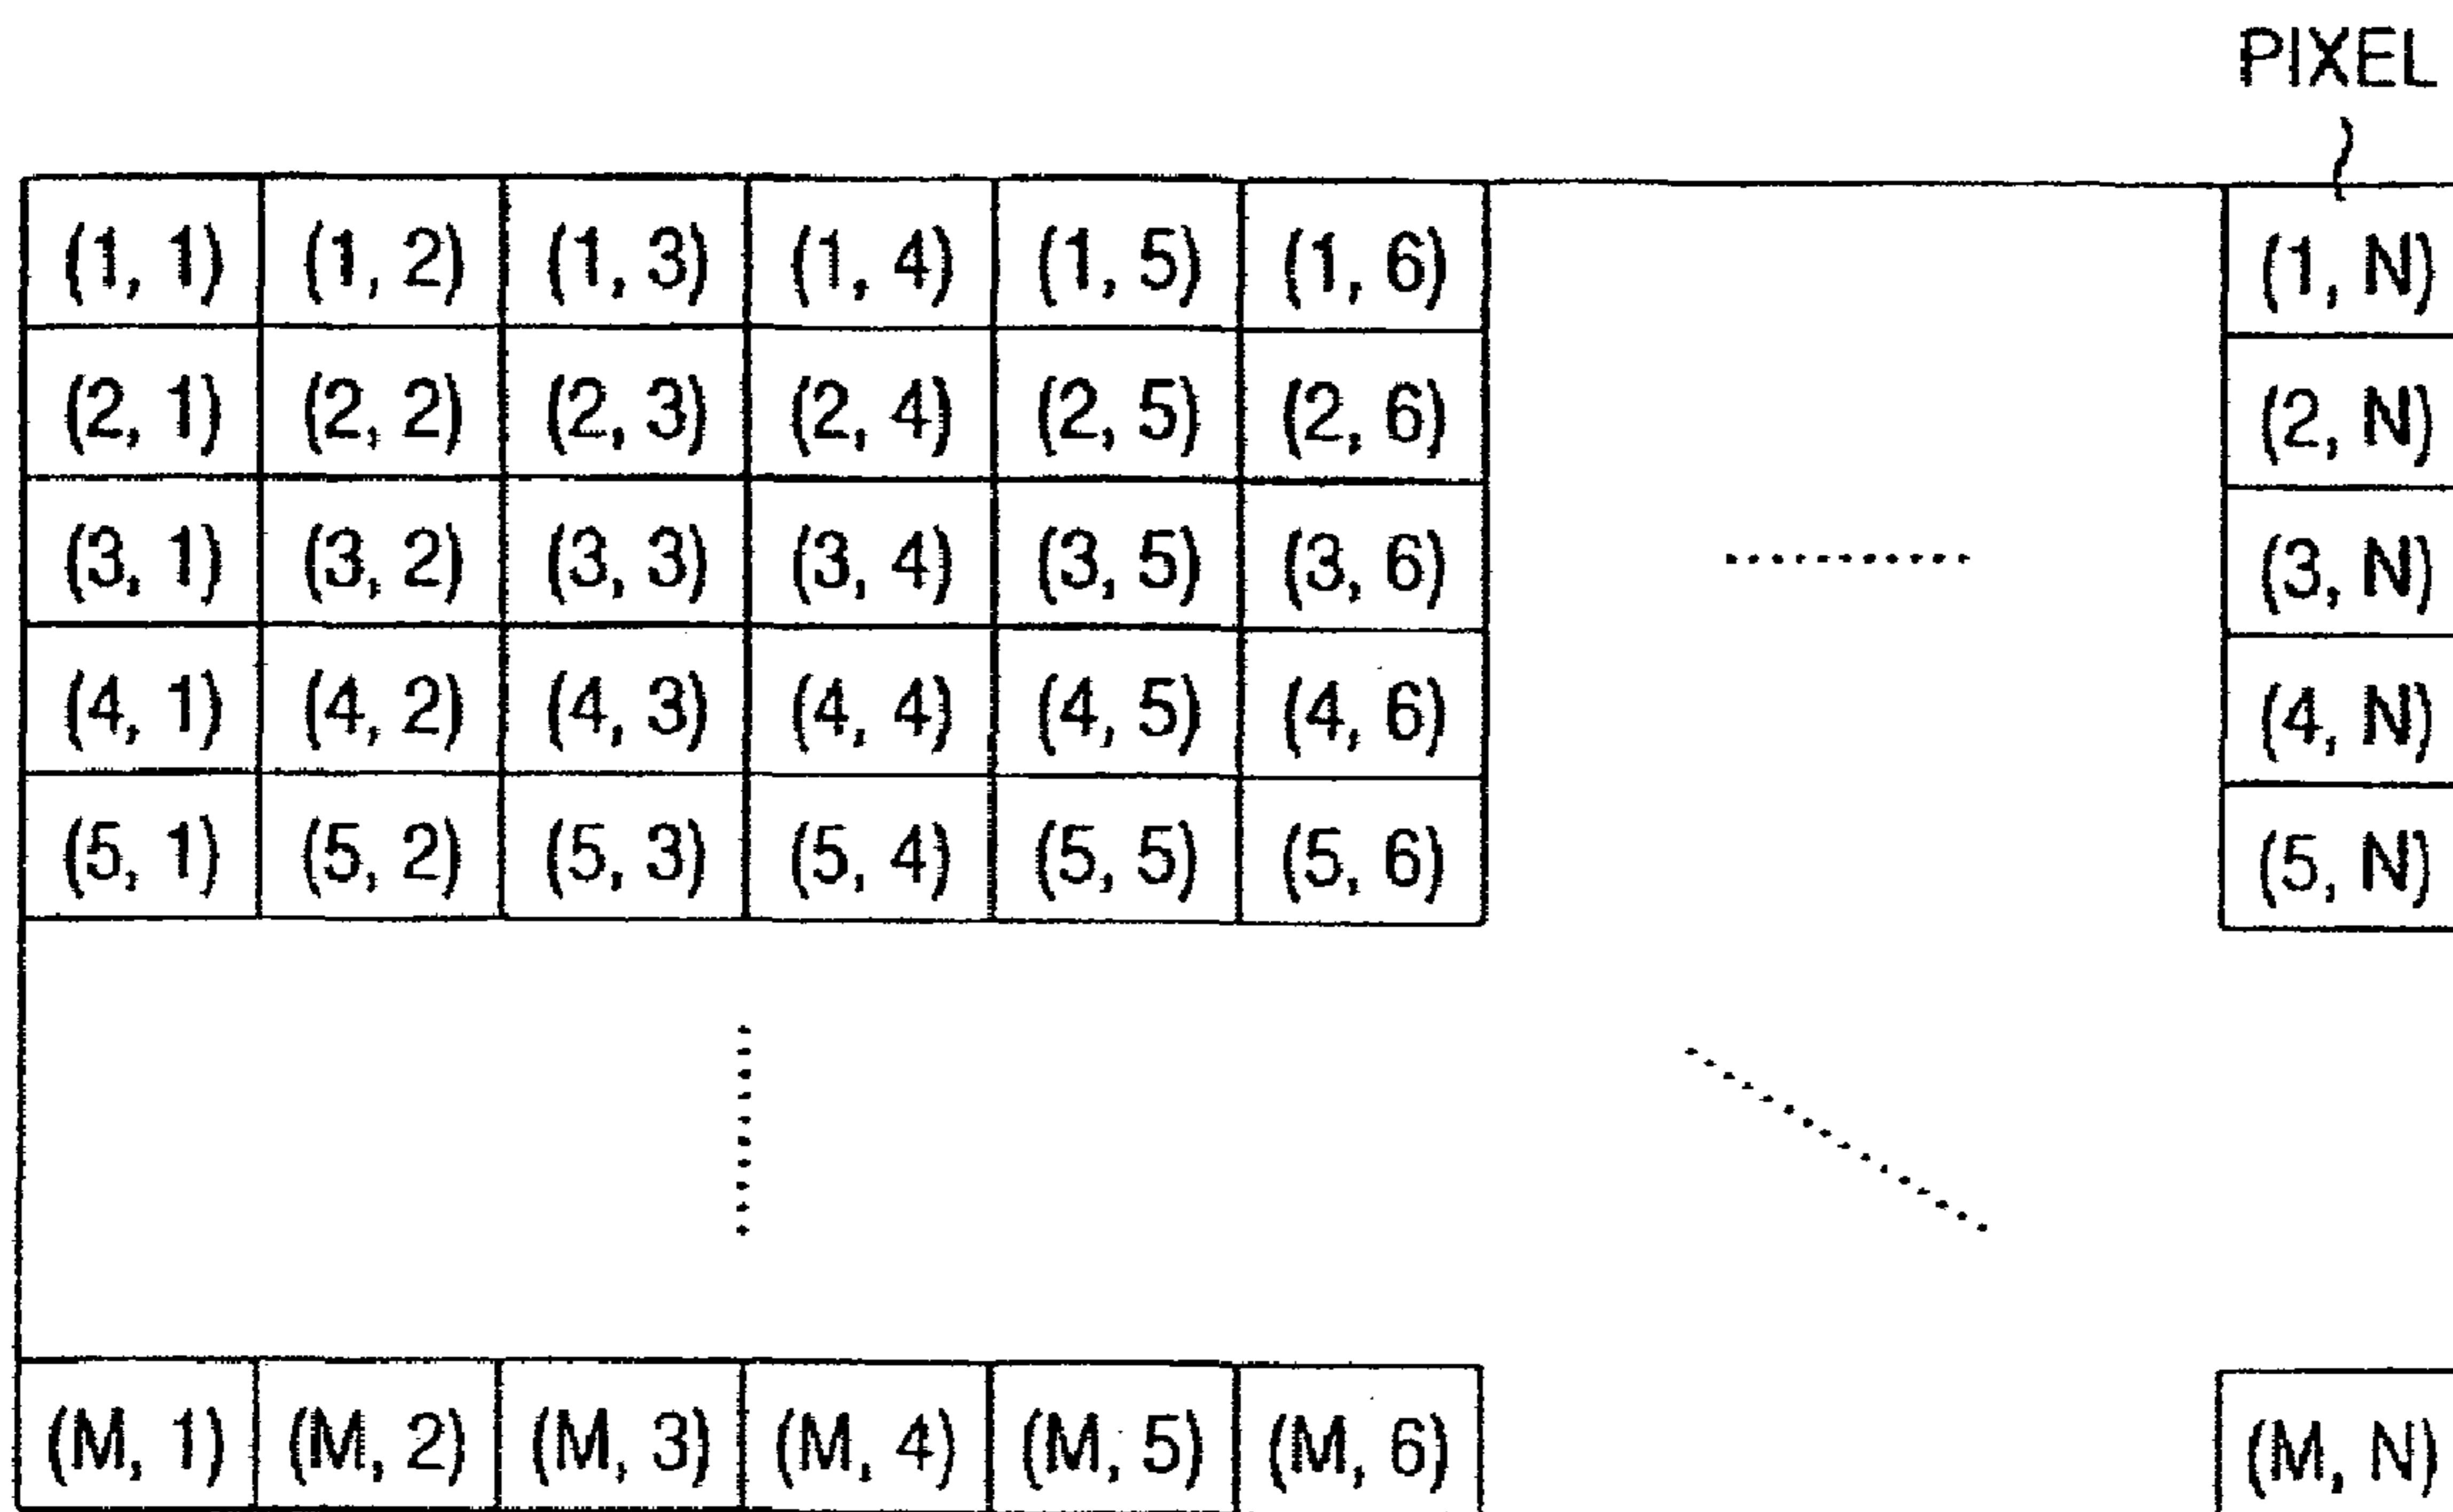 PIXEL
(1, 1) (1, 2) (1, 3) (1, 4) (1, 5) (1, 6) (1, N)
(2, 1) (2, 2) (2, 3) (2, 4) (2, 5) (2, 6) (2, N)
(3, 1) (3, 2) (3, 3) (3, 4) (3, 5) (3, 6) (3, N)
(4, 1) (4, 2) (4, 3) (4, 4) (4, 5) (4, 6) (4, N)
(5, 1) (5, 2) (5, 3) (5, 4) (5, 5) (5, 6) (5, N)
(M, 1) (M, 2) (M, 3) (M, 4) (M, 5) (M, 6) (M, N)